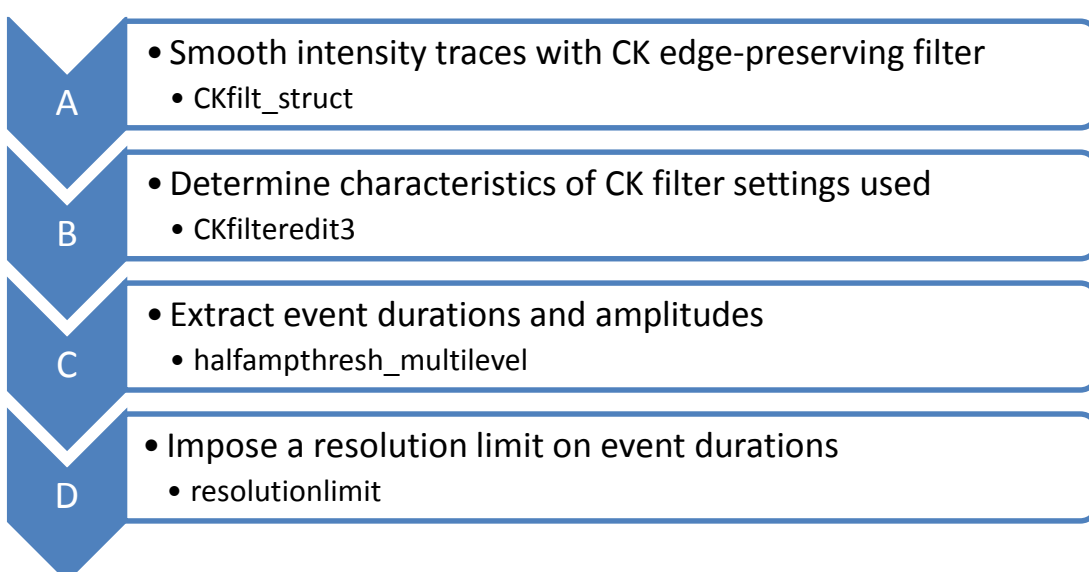 A
• Smooth intensity traces with CK edge-preserving filter
• CKfilt_struct
B
• Determine characteristics of CK filter settings used
• CKfilteredit3
C
• Extract event durations and amplitudes
• halfampthresh_multilevel
D
• Impose a resolution limit on event durations
• resolutionlimit